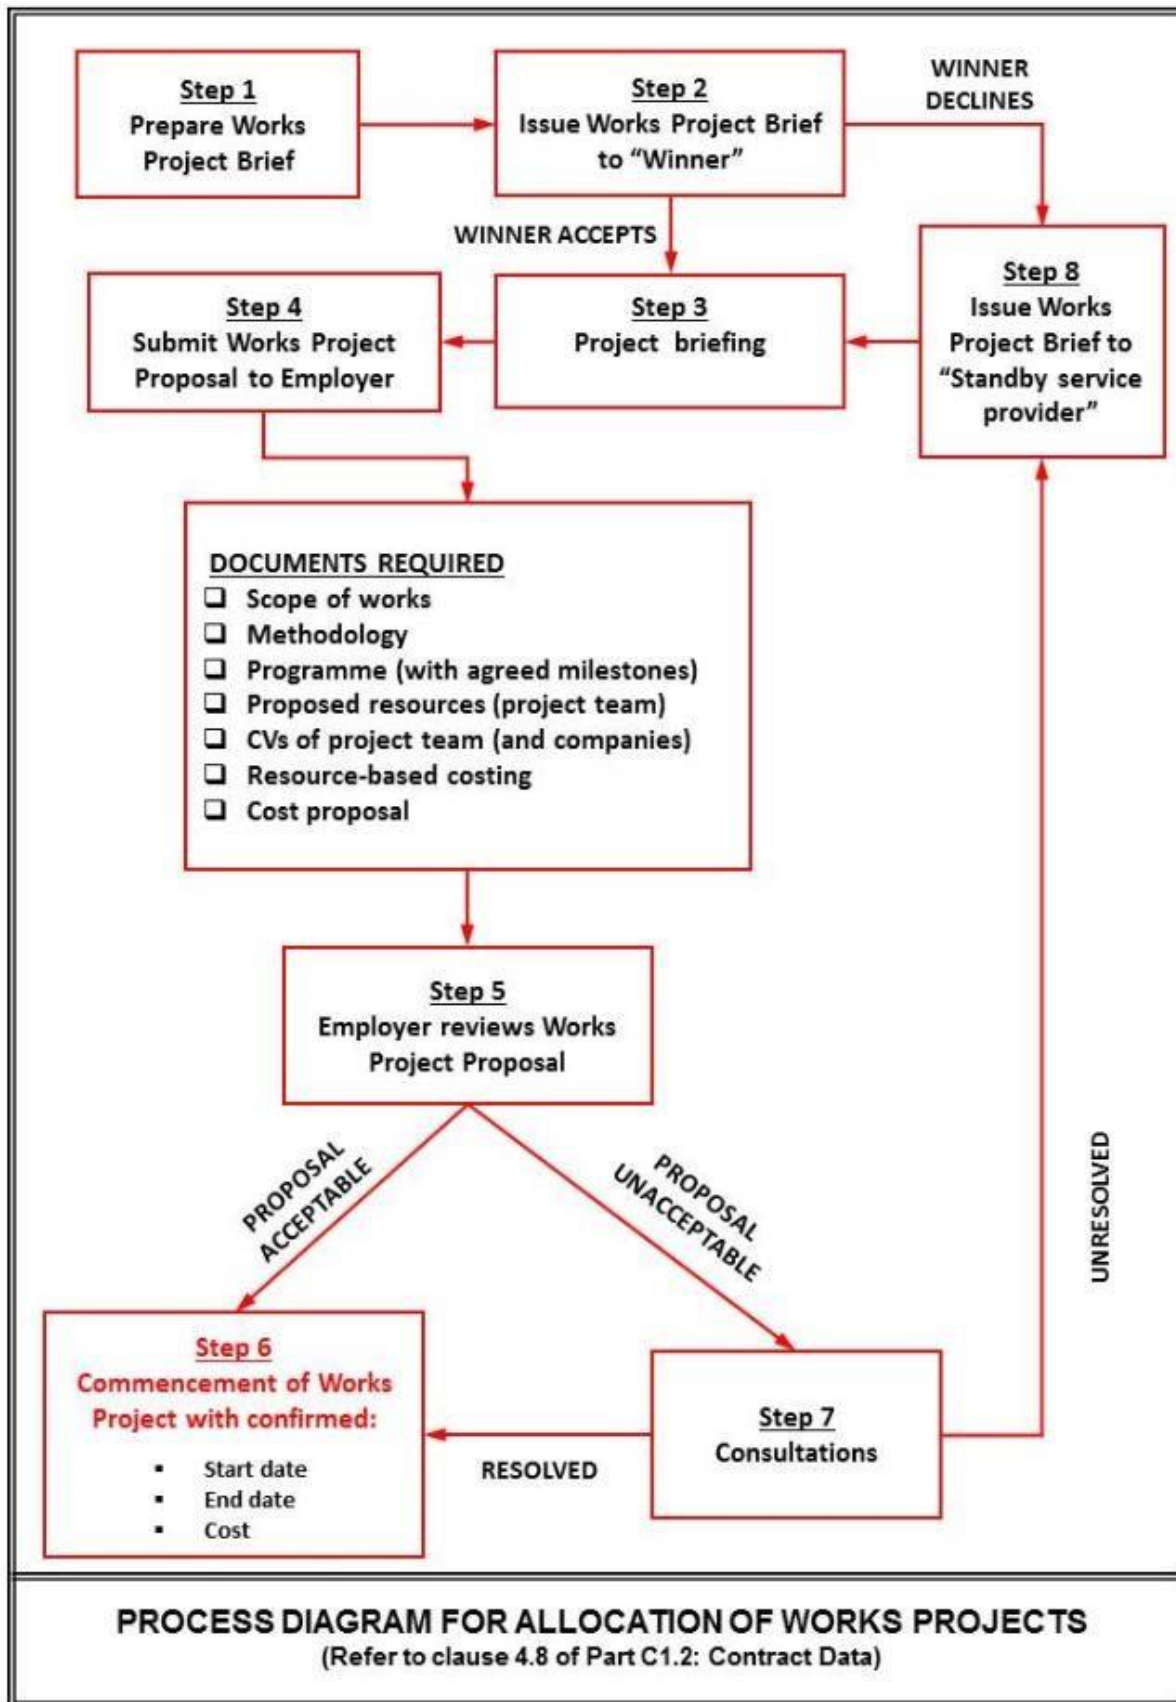 Step 1
Prepare Works
Project Brief
Step 2
Issue Works Project Brief
to “Winner”
WINNER
DECLINES
WINNER ACCEPTS
Step 8
Issue Works
Project Brief to
“Standby service
provider”
Step 3
Project briefing
Step 4
Submit Works Project
Proposal to Employer
DOCUMENTS REQUIRED
❑ Scope of works
❑ Methodology
❑ Programme (with agreed milestones)
❑ Proposed resources (project team)
❑ CVs of project team (and companies)
❑ Resource-based costing
❑ Cost proposal
Step 5
Employer reviews Works
Project Proposal
PROPOSAL
ACCEPTABLE
PROPOSAL
UNACCEPTABLE
UNRESOLVED
Step 6
Commencement of Works
Project with confirmed:
▪ Start date
▪ End date
▪ Cost
RESOLVED
Step 7
Consultations
PROCESS DIAGRAM FOR ALLOCATION OF WORKS PROJECTS
(Refer to clause 4.8 of Part C1.2: Contract Data)